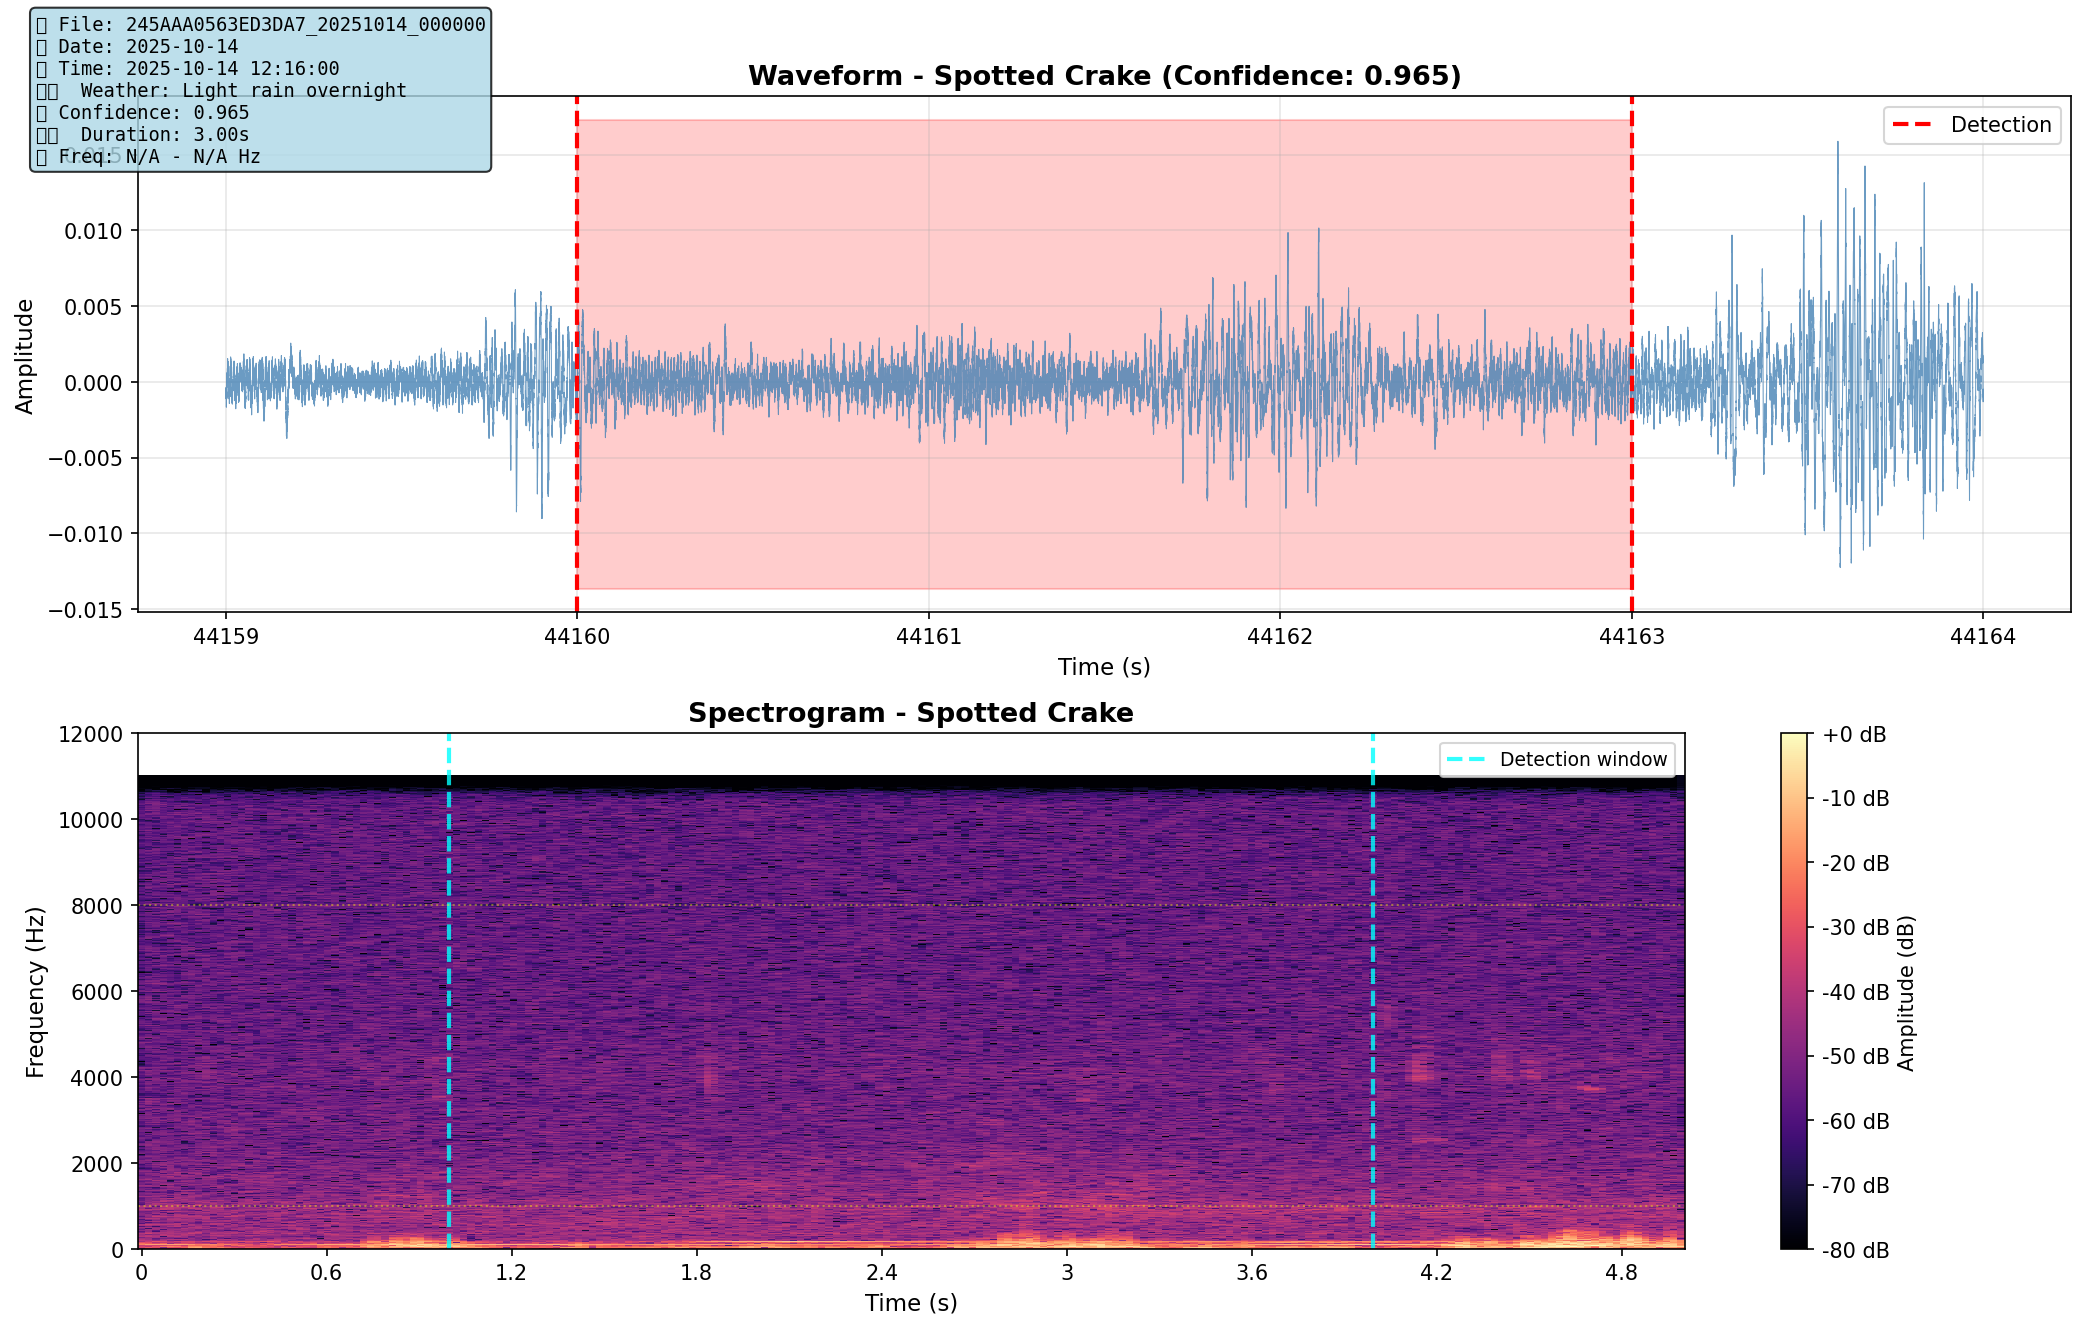 File: 245AAA0563ED3DA7_20251014_000000
Date: 2025-10-14
Time: 2025-10-14 12:16:00
Weather: Light rain overnight
Confidence: 0.965
Duration: 3.00s
Freq: N/A - N/A Hz
Waveform - Spotted Crake (Confidence: 0.965)
Detection
Amplitude
0.015
0.010
0.005
0.000
−0.005
−0.010
−0.015
44159
44160
44161
44162
44163
44164
Time (s)
Spectrogram - Spotted Crake
Detection window
Frequency (Hz)
12000
10000
8000
6000
4000
2000
0
0
0.6
1.2
1.8
2.4
3
3.6
4.2
4.8
Time (s)
+0 dB
-10 dB
-20 dB
-30 dB
-40 dB
-50 dB
-60 dB
-70 dB
-80 dB
Amplitude (dB)